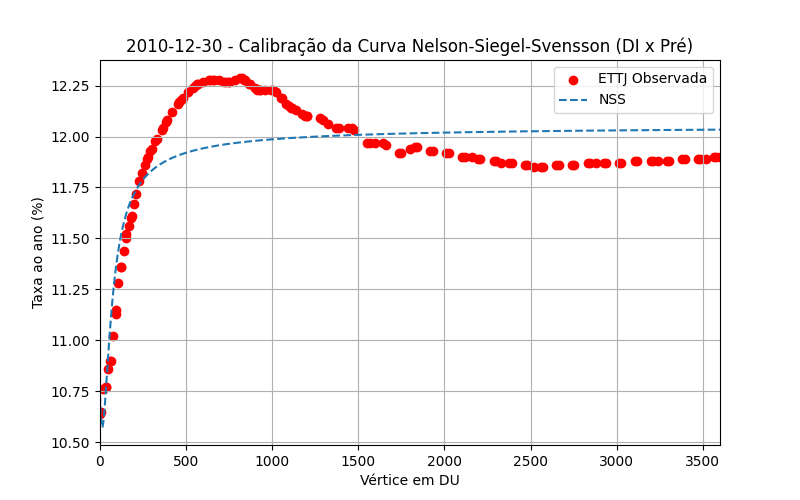 2010-12-30 - Calibração da Curva Nelson-Siegel-Svensson (DI x Pré)
ETTJ Observada
NSS
Taxa ao ano (%)
12.25
12.00
11.75
11.50
11.25
11.00
10.75
10.50
0 500 1000 1500 2000 2500 3000 3500
Vértice em DU